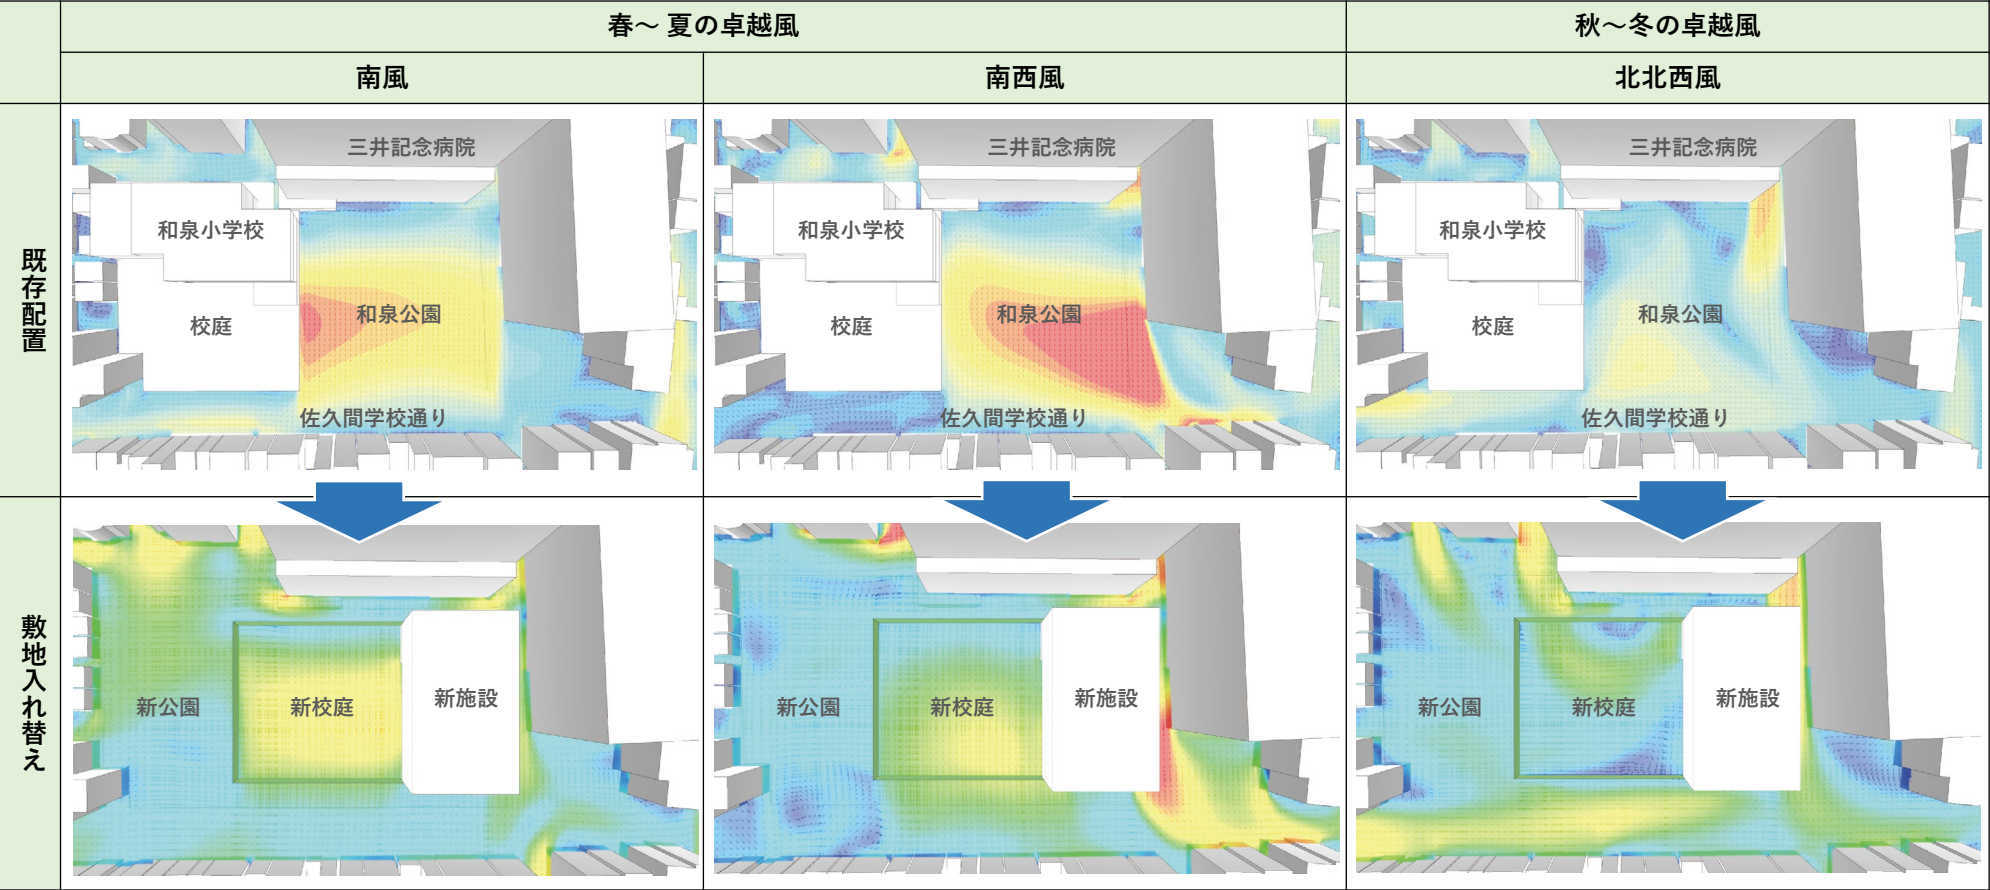 春～夏の卓越風
秋～冬の卓越風
南風
南西風
北北西風
既存配置
三井記念病院
和泉小学校
和泉公園
校庭
佐久間学校通り
三井記念病院
和泉小学校
和泉公園
校庭
佐久間学校通り
三井記念病院
和泉小学校
和泉公園
校庭
佐久間学校通り
敷地入れ替え
新公園
新校庭
新施設
新公園
新校庭
新施設
新公園
新校庭
新施設